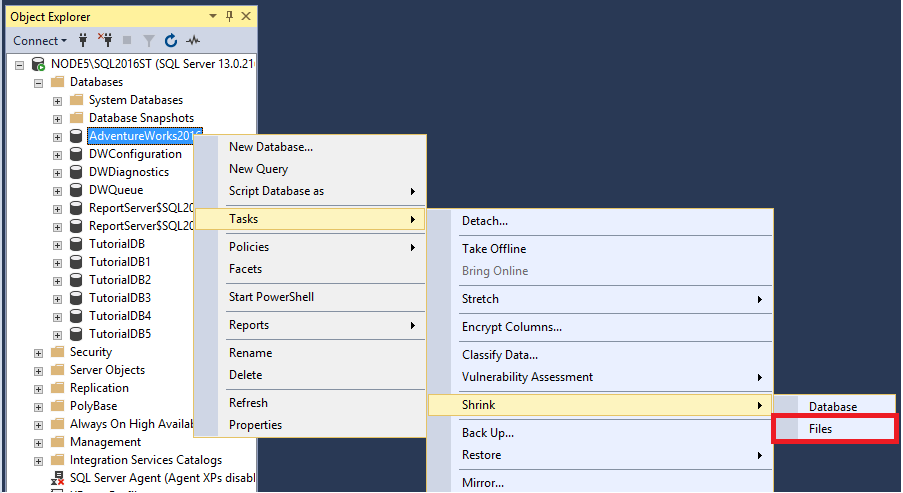 Object Explorer
Connect
NODE5\SQL2016ST (SQL Server 13.0.21
Databases
System Databases
Database Snapshots
AdventureWorks2016
DWConfiguration
DWDiagnostics
DWQueue
ReportServer$SQL20
ReportServer$SQL20
TutorialDB
TutorialDB1
TutorialDB2
TutorialDB3
TutorialDB4
TutorialDB5
Security
Server Objects
Replication
PolyBase
Always On High Availab
Management
Integration Services Catalogs
SQL Server Agent (Agent XPs disabl
New Database...
New Query
Script Database as
Tasks
Policies
Facets
Start PowerShell
Reports
Rename
Delete
Refresh
Properties
Detach...
Take Offline
Bring Online
Stretch
Encrypt Columns...
Classify Data...
Vulnerability Assessment
Shrink
Back Up...
Restore
Mirror...
Database
Files